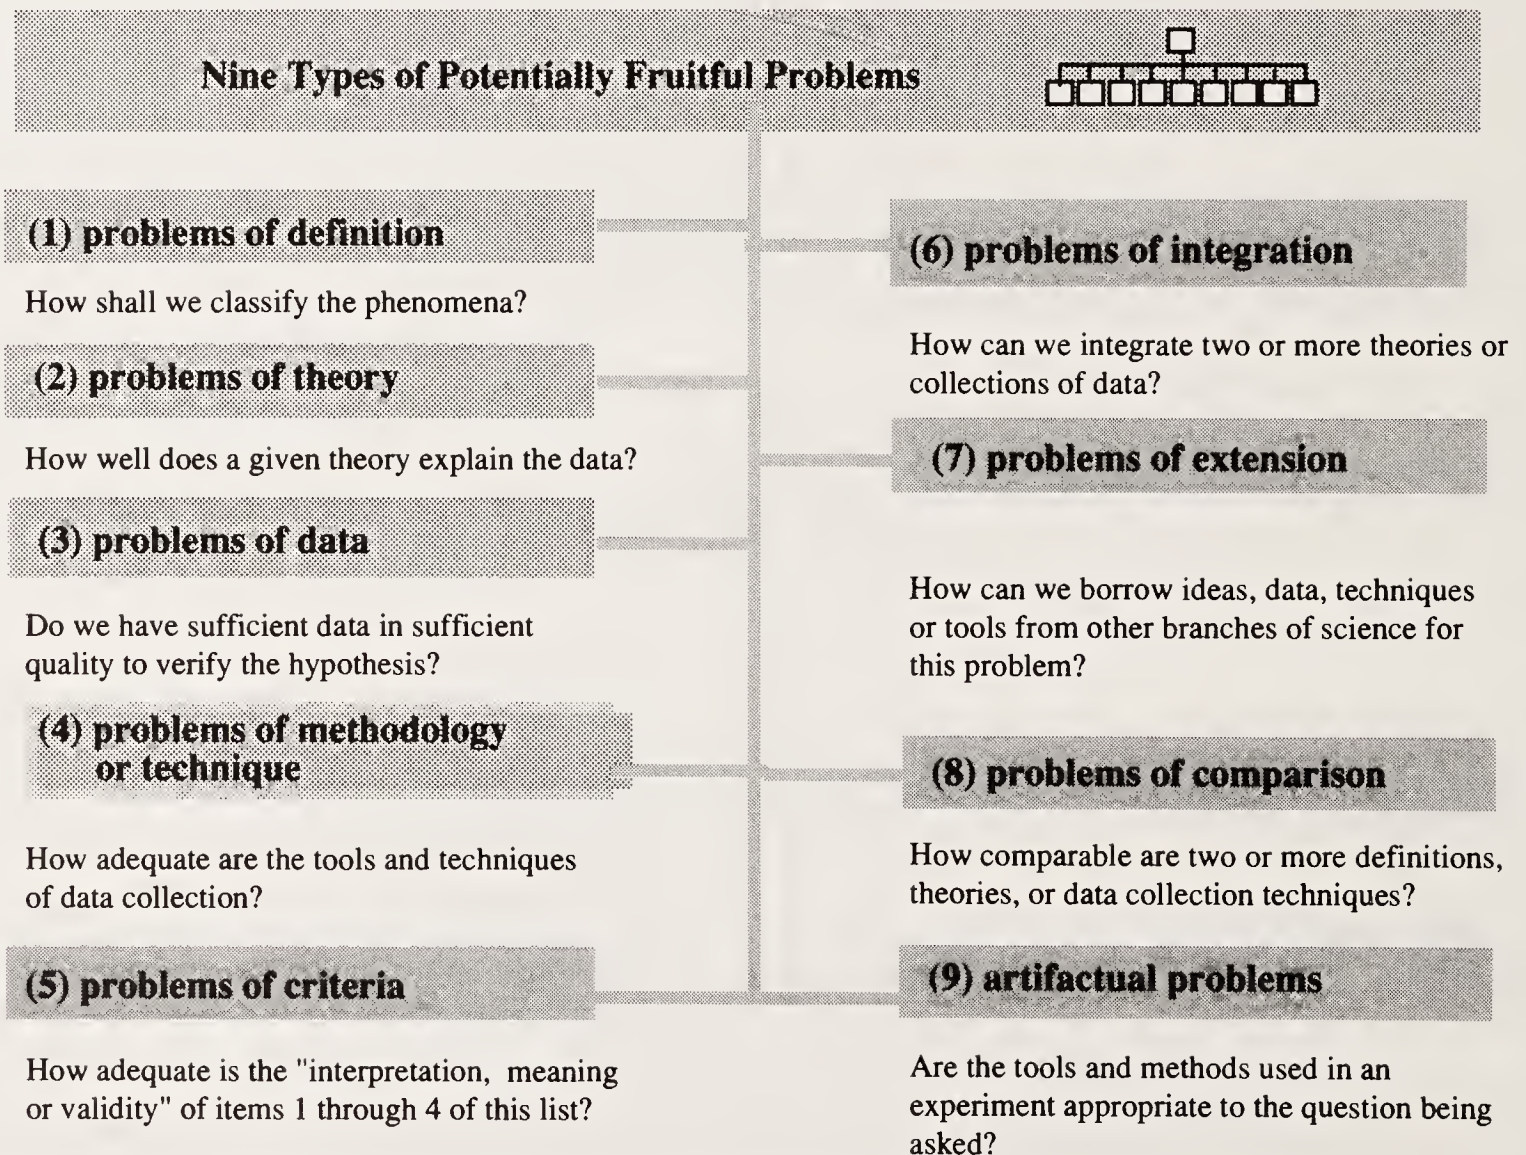 Nine Types of Potentially Fruitful Problems
(1) problems of definition
How shall we classify the phenomena?
(2) problems of theory
How well does a given theory explain the data?
(3) problems of data
Do we have sufficient data in sufficient
quality to verify the hypothesis?
(4) problems of methodology
or technique
How adequate are the tools and techniques
of data collection?
(5) problems of criteria
How adequate is the "interpretation, meaning
or validity" of items 1 through 4 of this list?
(6) problems of integration
How can we integrate two or more theories or
collections of data?
(7) problems of extension
How can we borrow ideas, data, techniques
or tools from other branches of science for
this problem?
(8) problems of comparison
How comparable are two or more definitions,
theories, or data collection techniques?
(9) artifactual problems
Are the tools and methods used in an
experiment appropriate to the question being
asked?